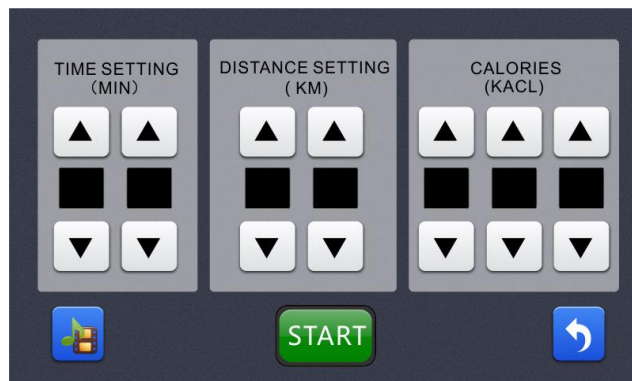 TIME SETTING
(MIN)
DISTANCE SETTING
( KM)
CALORIES
(KACL)
START